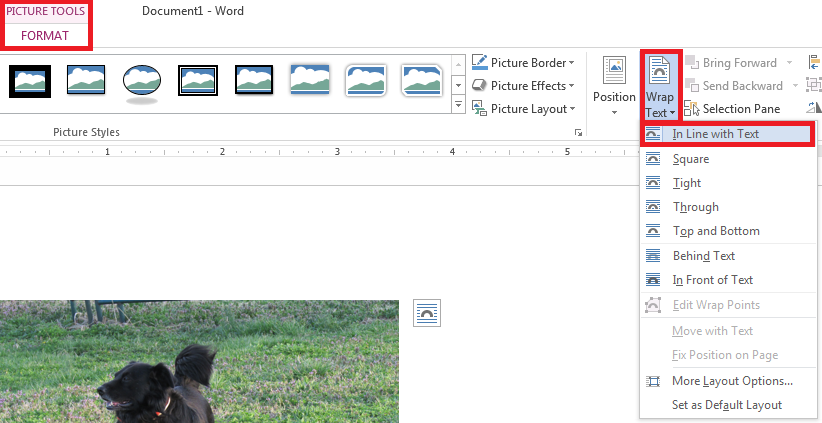 PICTURE TOOLS
Document1 - Word
FORMAT
Picture Border
Picture Effects
Picture Layout
Position
Wrap
Text
Bring Forward
Send Backward
Selection Pane
Picture Styles
1 2 3 4 5
In Line with Text
Square
Tight
Through
Top and Bottom
Behind Text
In Front of Text
Edit Wrap Points
Move with Text
Fix Position on Page
More Layout Options...
Set as Default Layout